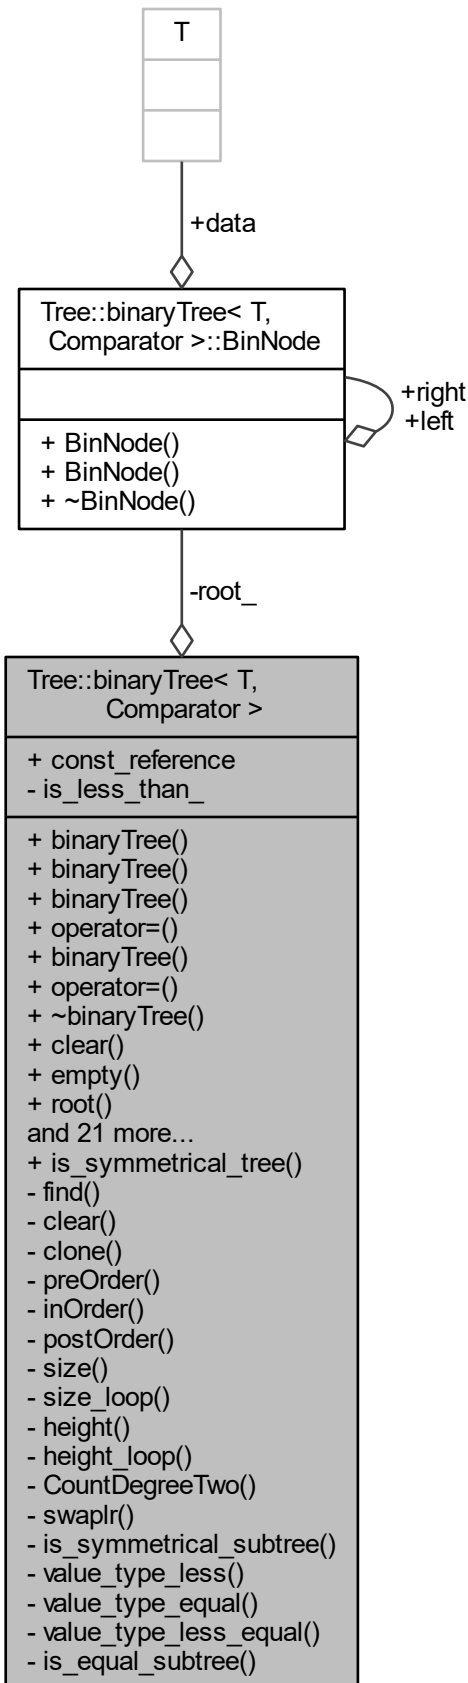 T
+data
Tree::binaryTree< T,
Comparator >::BinNode
+right
+left
+ BinNode()
+ BinNode()
+ ~BinNode()
-root_
Tree::binaryTree< T,
Comparator >
+ const_reference
- is_less_than_
+ binaryTree()
+ binaryTree()
+ binaryTree()
+ operator=()
+ binaryTree()
+ operator=()
+ ~binaryTree()
+ clear()
+ empty()
+ root()
and 21 more...
+ is_symmetrical_tree()
- find()
- clear()
- clone()
- preOrder()
- inOrder()
- postOrder()
- size()
- size_loop()
- height()
- height_loop()
- CountDegreeTwo()
- swaplr()
- is_symmetrical_subtree()
- value_type_less()
- value_type_equal()
- value_type_less_equal()
- is_equal_subtree()